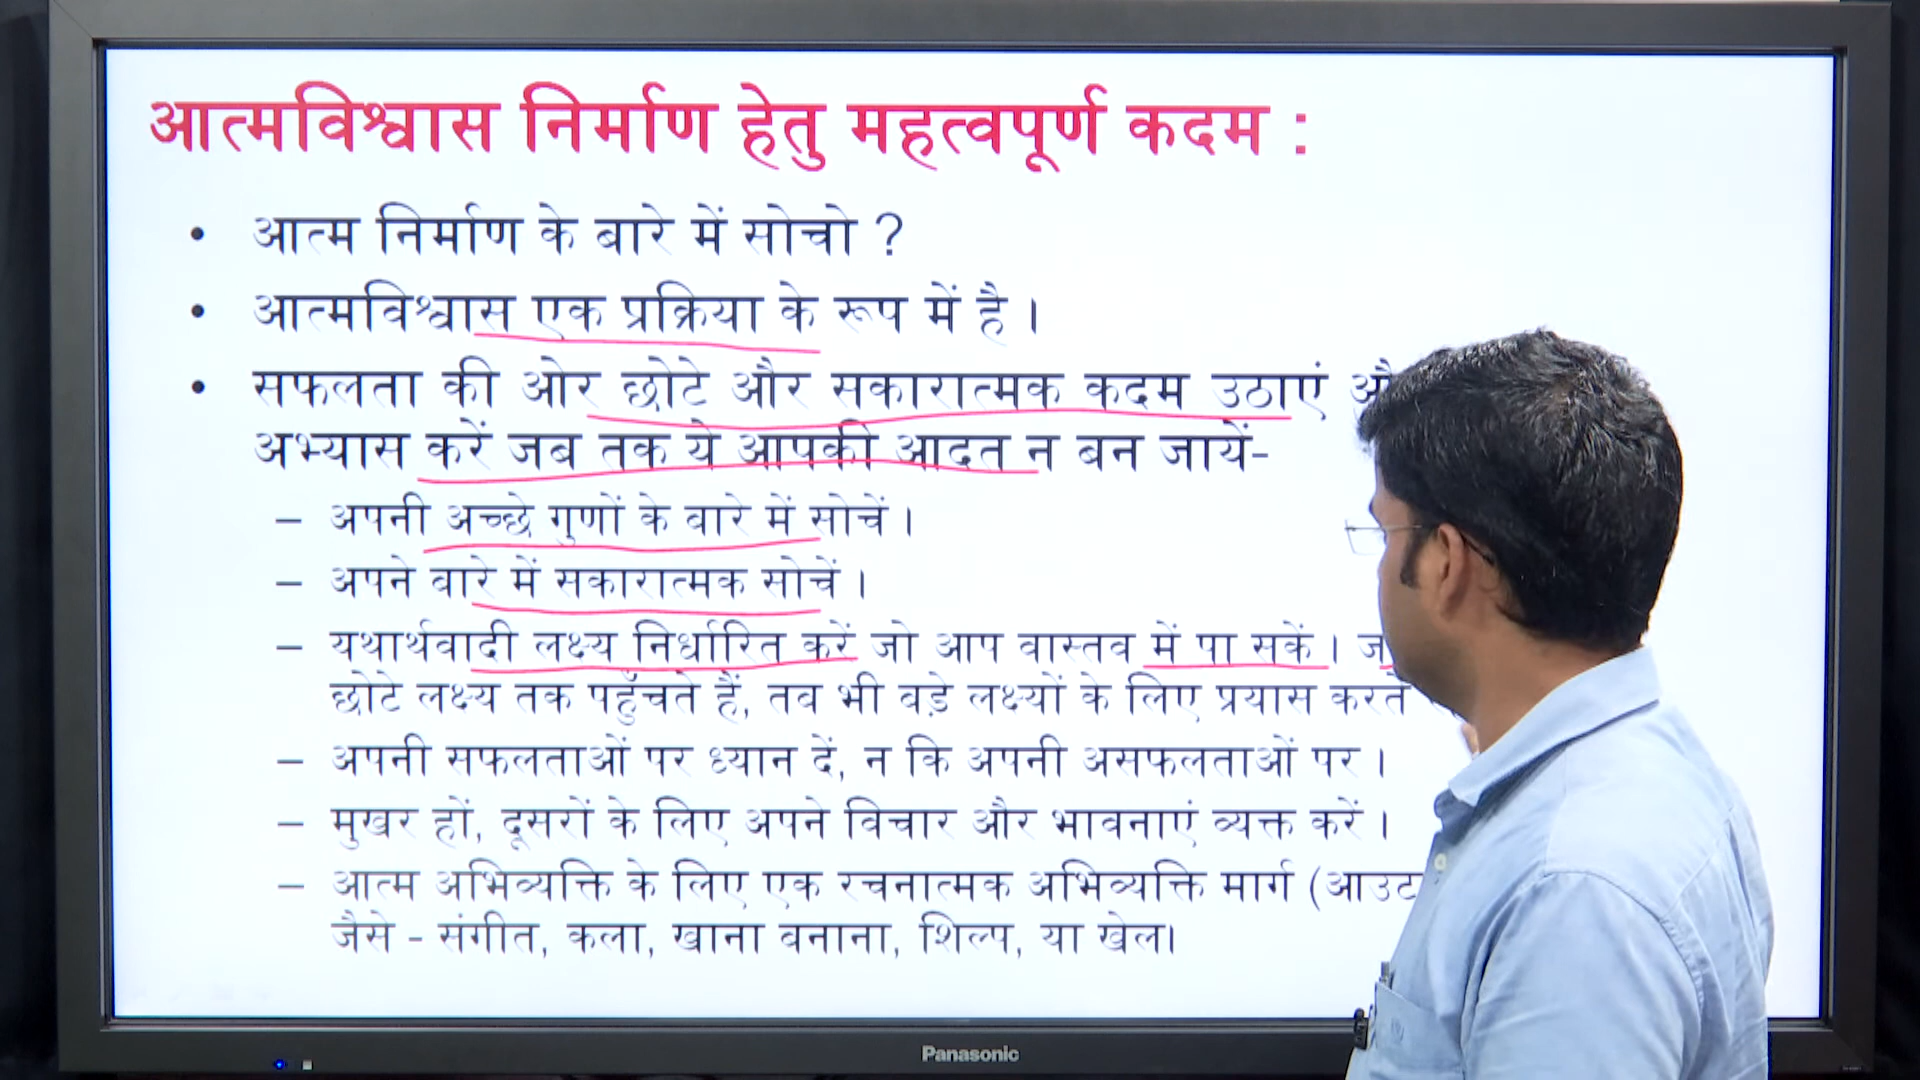 आत्मविश्वास निर्माण हेतु महत्वपूर्ण कदम :
• आत्म निर्माण के बारे में सोचो ?
• आत्मविश्वास एक प्रक्रिया के रूप में है ।
• सफलता की ओर छोटे और सकारात्मक कदम उठाएं
अभ्यास करें जब तक ये आपकी आदत न बन जायें-
– अपनी अच्छे गुणों के बारे में सोचें ।
– अपने बारे में सकारात्मक सोचें ।
– यथार्थवादी लक्ष्य निर्धारित करें जो आप वास्तव में पा सकें ।
छोटे लक्ष्य तक पहुँचते हैं, तब भी बड़े लक्ष्यों के लिए प्रयास करते
– अपनी सफलताओं पर ध्यान दें, न कि अपनी असफलताओं पर ।
– मुखर हों, दूसरों के लिए अपने विचार और भावनाएं व्यक्त करें ।
– आत्म अभिव्यक्ति के लिए एक रचनात्मक अभिव्यक्ति मार्ग
जैसे - संगीत, कला, खाना बनाना, शिल्प, या खेल।
Panasonic